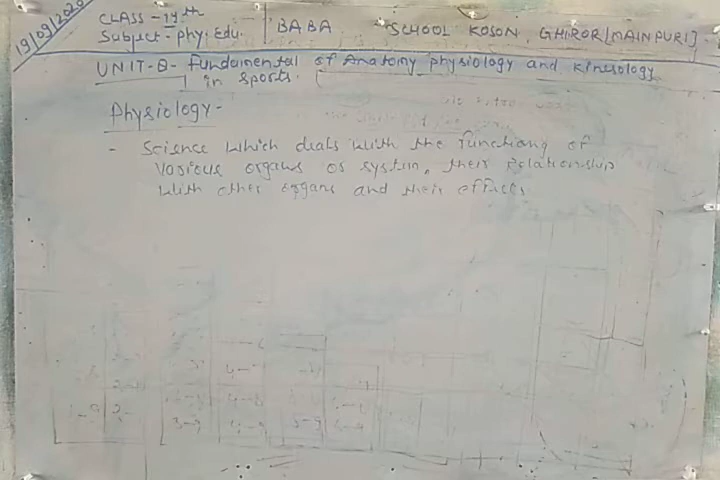 19/09/2020
CLASS - 11th
Subject - Phy. Edu.
BABA SCHOOL KOSON, GHIROR[MAINPURI]
UNIT-8- Fundamental of Anatomy physiology and kinesology
in sports.
Physiology -
- Science which deals with the functiong of
various organs or system, their relationship
with other organs and their effects